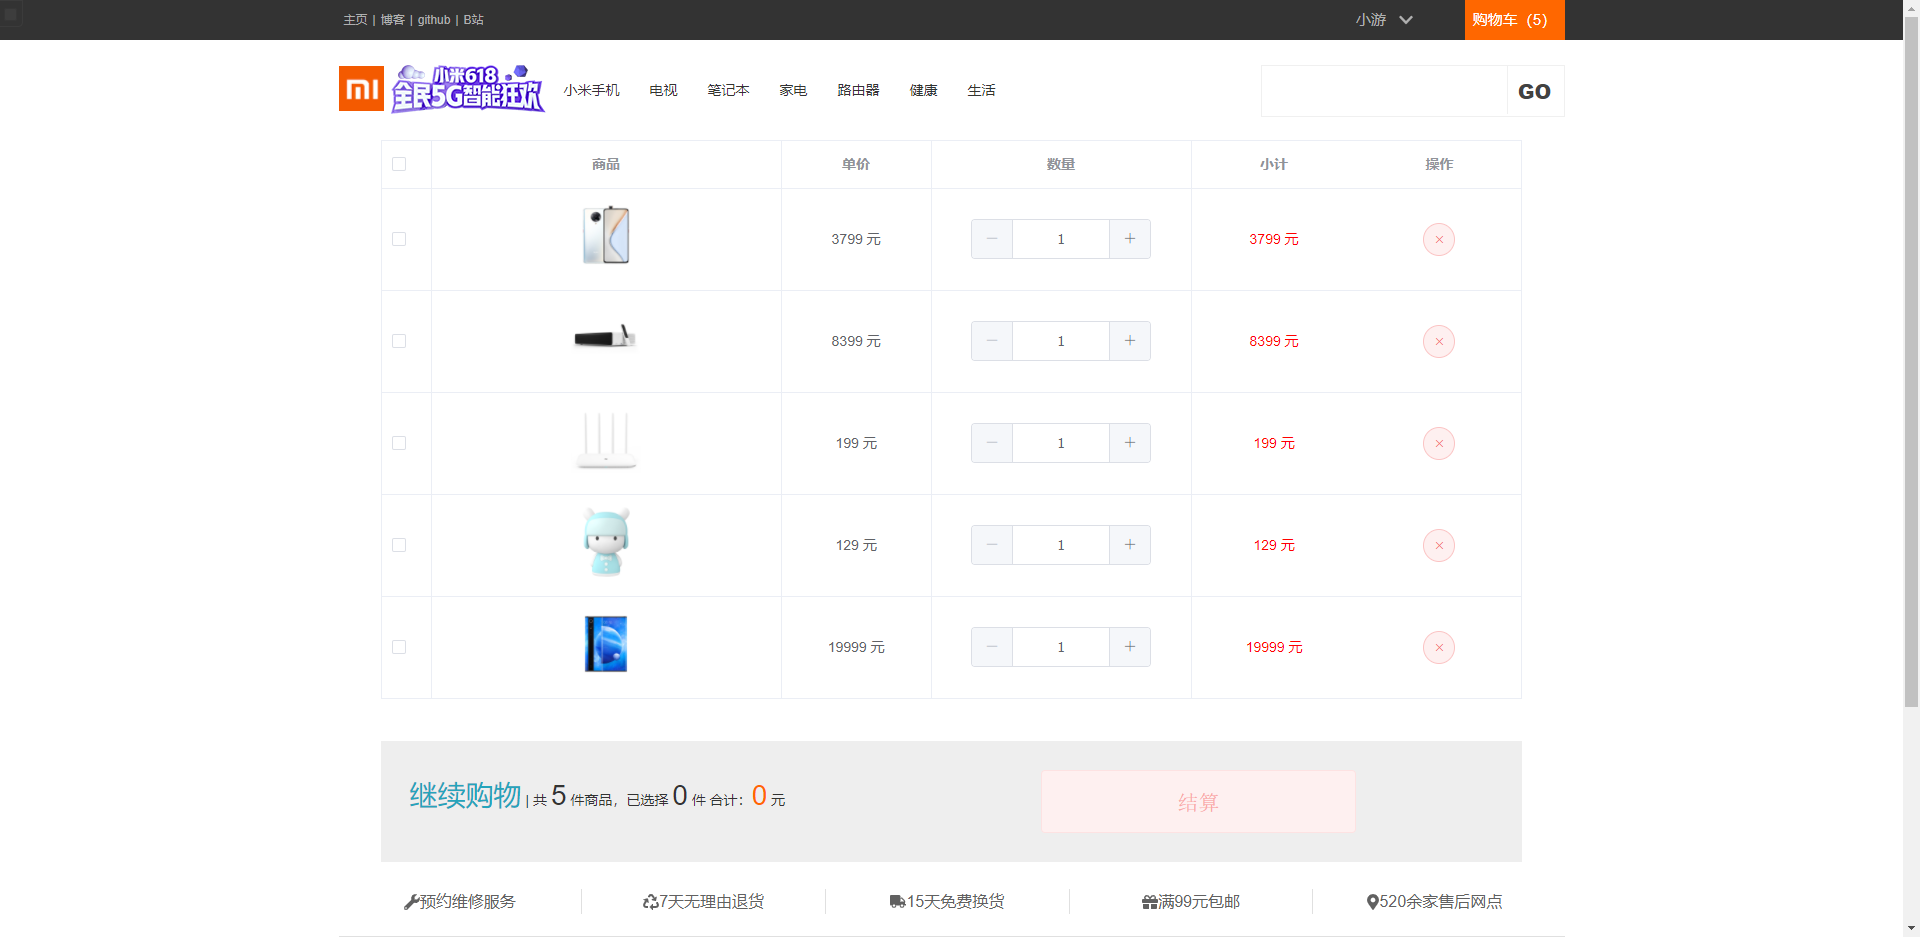 主页 | 博客 | github | B站
小游
购物车（5）
小米618
全民5G智能狂欢
小米手机 电视 笔记本 家电 路由器 健康 生活
GO
商品 单价 数量 小计 操作
3799 元 1 3799 元
8399 元 1 8399 元
199 元 1 199 元
129 元 1 129 元
19999 元 1 19999 元
继续购物 | 共 5 件商品，已选择 0 件 合计：0 元
结算
预约维修服务 7天无理由退货 15天免费换货 满99元包邮 520余家售后网点